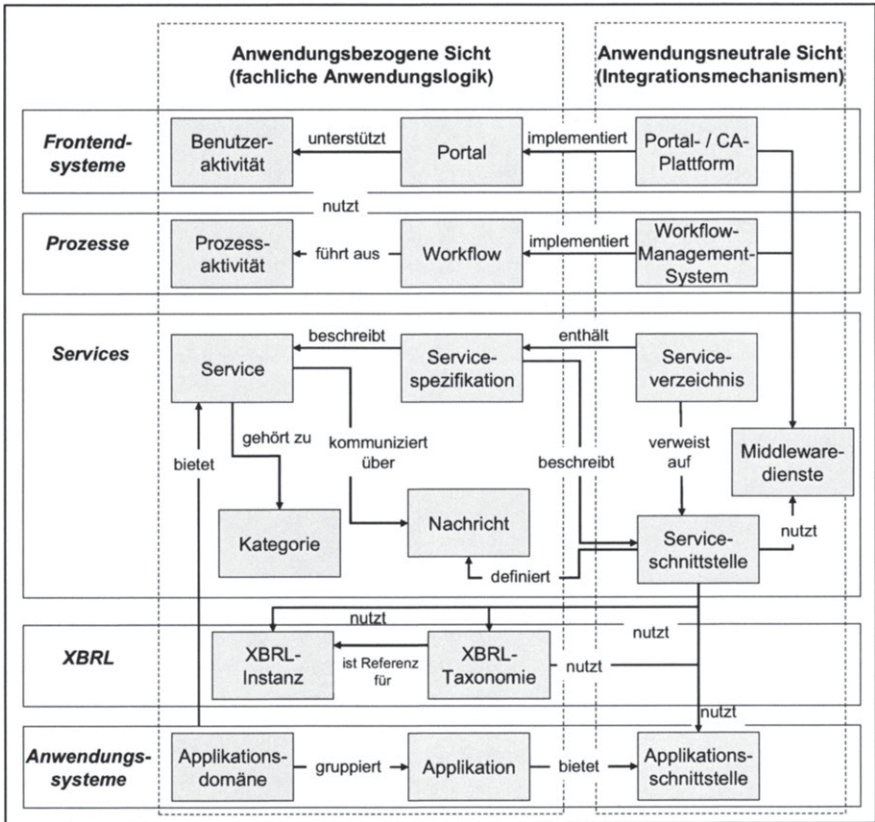 Anwendungsbezogene Sicht
(fachliche Anwendungslogik)
Anwendungsneutrale Sicht
(Integrationsmechanismen)
Frontend-
systeme
Benutzer-
aktivität
unterstützt
Portal
implementiert
Portal- / CA-
Plattform
nutzt
Prozesse
Prozess-
aktivität
führt aus
Workflow
implementiert
Workflow-
Management-
System
Services
Service
beschreibt
Service-
spezifikation
enthält
Service-
verzeichnis
gehört zu
kommuniziert
über
beschreibt
verweist
auf
Middleware-
dienste
bietet
Kategorie
Nachricht
definiert
Service-
schnittstelle
nutzt
nutzt
nutzt
XBRL
XBRL-
Instanz
ist Referenz
für
XBRL-
Taxonomie
nutzt
nutzt
Anwendungs-
systeme
Applikations-
domäne
gruppiert
Applikation
bietet
Applikations-
schnittstelle